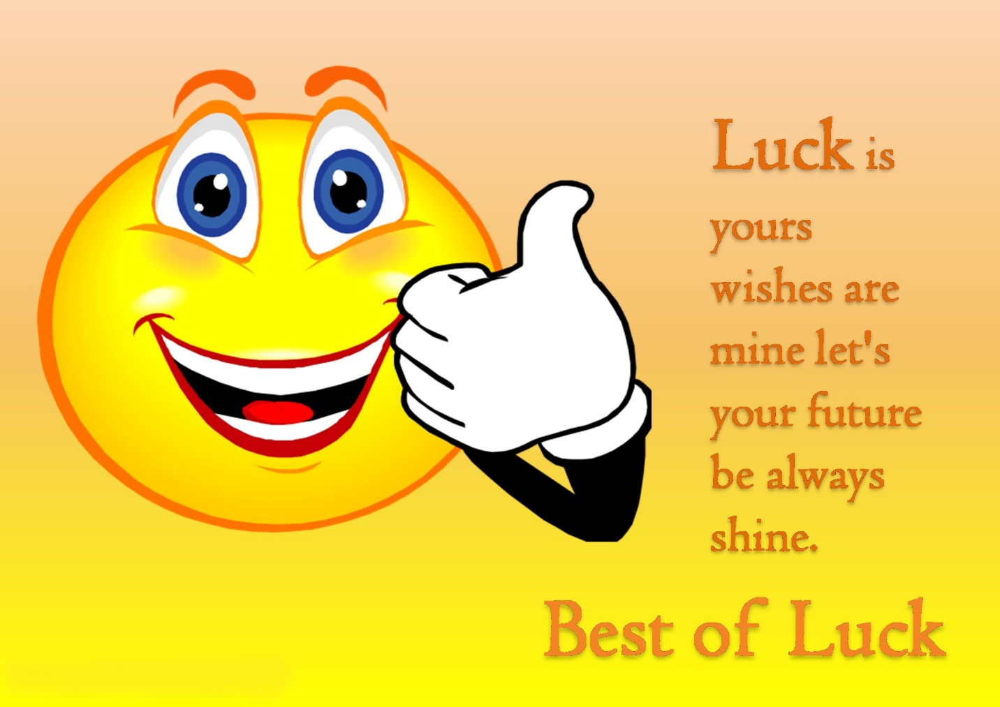 Luck is
yours
wishes are
mine let's
your future
be always
shine.
Best of Luck